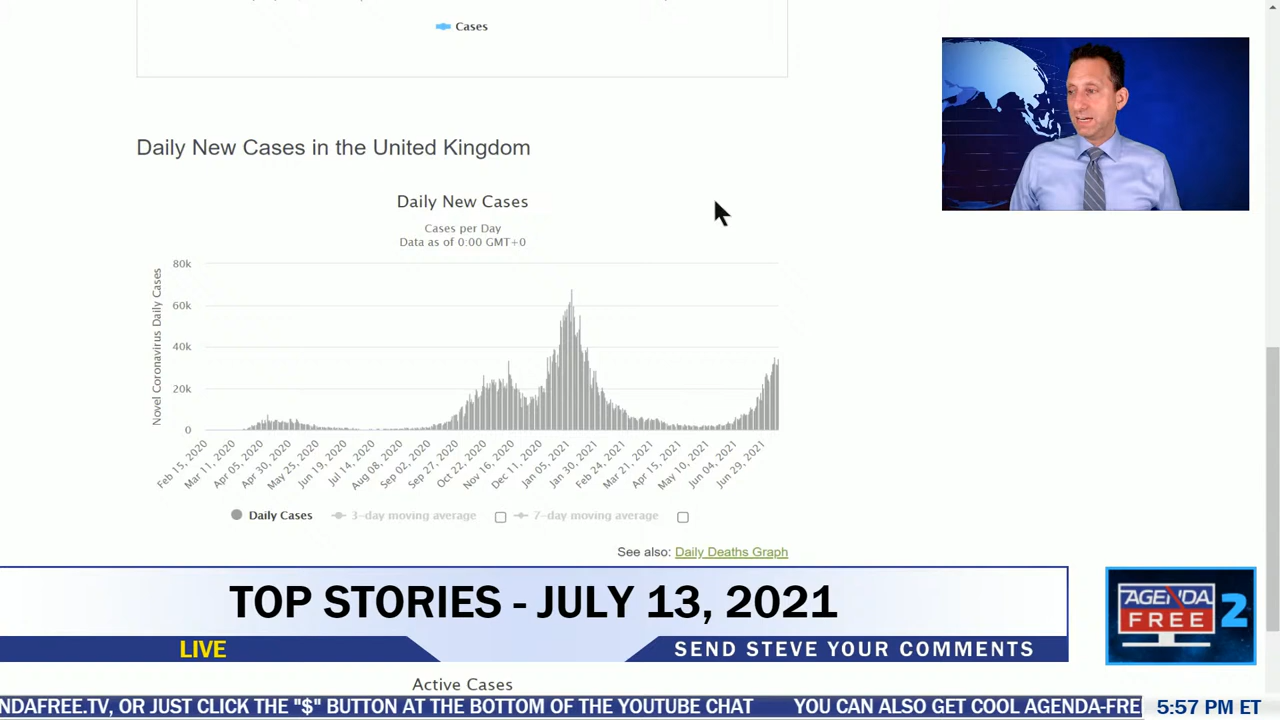 Cases
Daily New Cases in the United Kingdom
Daily New Cases
Cases per Day
Data as of 0:00 GMT+0
Novel Coronavirus Daily Cases
80k
60k
40k
20k
0
Feb 15, 2020
Mar 11, 2020
Apr 05, 2020
Apr 30, 2020
May 25, 2020
Jun 19, 2020
Jul 14, 2020
Aug 08, 2020
Sep 02, 2020
Sep 27, 2020
Oct 22, 2020
Nov 16, 2020
Dec 11, 2020
Jan 05, 2021
Jan 30, 2021
Feb 24, 2021
Mar 21, 2021
Apr 15, 2021
May 10, 2021
Jun 04, 2021
Jun 29, 2021
Daily Cases 3-day moving average 7-day moving average
See also: Daily Deaths Graph
TOP STORIES - JULY 13, 2021
AGENDA
FREE 2
LIVE SEND STEVE YOUR COMMENTS
Active Cases
NDAFREE.TV, OR JUST CLICK THE "$" BUTTON AT THE BOTTOM OF THE YOUTUBE CHAT YOU CAN ALSO GET COOL AGENDA-FRE 5:57 PM ET